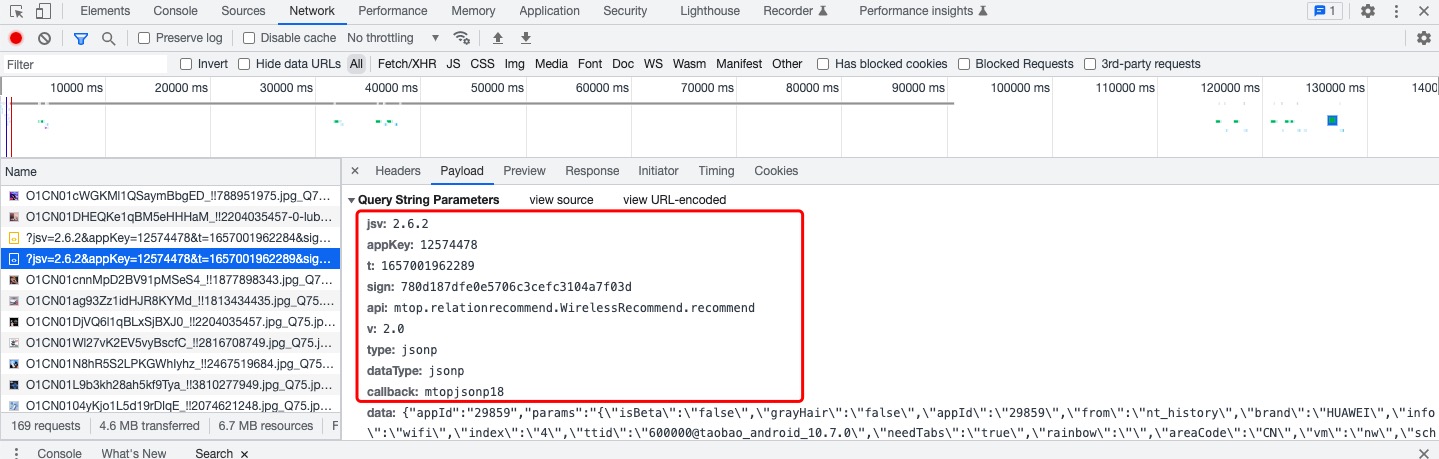 Elements Console Sources Network Performance Memory Application Security Lighthouse Recorder Performance insights 1
Preserve log Disable cache No throttling
Filter Invert Hide data URLs All Fetch/XHR JS CSS Img Media Font Doc WS Wasm Manifest Other Has blocked cookies Blocked Requests 3rd-party requests
10000 ms 20000 ms 30000 ms 40000 ms 50000 ms 60000 ms 70000 ms 80000 ms 90000 ms 100000 ms 110000 ms 120000 ms 130000 ms 1400
Name
O1CN01cWGKMl1QSaymBbgED_!!788951975.jpg_Q7...
O1CN01DHEQKe1qBM5eHHHaM_!!2204035457-0-lub...
?jsv=2.6.2&appKey=12574478&t=1657001962284&sig...
?jsv=2.6.2&appKey=12574478&t=1657001962289&sig...
O1CN01cnnMpD2BV91pMSeS4_!!1877898343.jpg_Q7...
O1CN01ag93Zz1idHJR8KYMd_!!1813434435.jpg_Q75....
O1CN01DjVQ6l1qBLxSjBXJ0_!!2204035457.jpg_Q75.jp...
O1CN01Wl27vK2EV5vyBscfC_!!2816708749.jpg_Q75....
O1CN01N8hR5S2LPKGWhIyhz_!!2467519684.jpg_Q75...
O1CN01L9b3kh28ah5kf9Tya_!!3810277949.jpg_Q75.jp...
O1CN0104yKjo1L5d19rDlqE_!!2074621248.jpg_Q75.j...
169 requests 4.6 MB transferred 6.7 MB resources F
Headers Payload Preview Response Initiator Timing Cookies
Query String Parameters view source view URL-encoded
jsv: 2.6.2
appKey: 12574478
t: 1657001962289
sign: 780d187dfe0e5706c3cefc3104a7f03d
api: mtop.relationrecommend.WirelessRecommend.recommend
v: 2.0
type: jsonp
dataType: jsonp
callback: mtopjsonp18
data: {"appId":"29859","params":"{\"isBeta\":\"false\",\"grayHair\":\"false\",\"appId\":\"29859\",\"from\":\"nt_history\",\"brand\":\"HUAWEI\",\"info
\":\"wifi\",\"index\":\"4\",\"ttid\":\"600000@taobao_android_10.7.0\",\"needTabs\":\"true\",\"rainbow\":\"\",\"areaCode\":\"CN\",\"vm\":\"nw\",\"sch
Console What's New Search